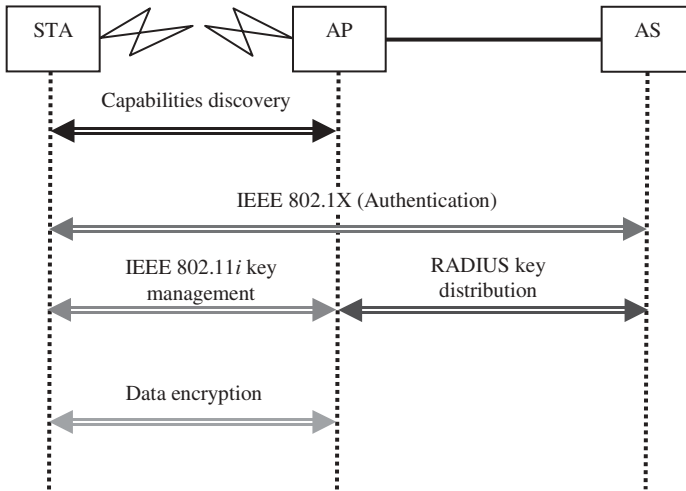 STA
AP
AS
Capabilities discovery
IEEE 802.1X (Authentication)
IEEE 802.11i key
management
RADIUS key
distribution
Data encryption